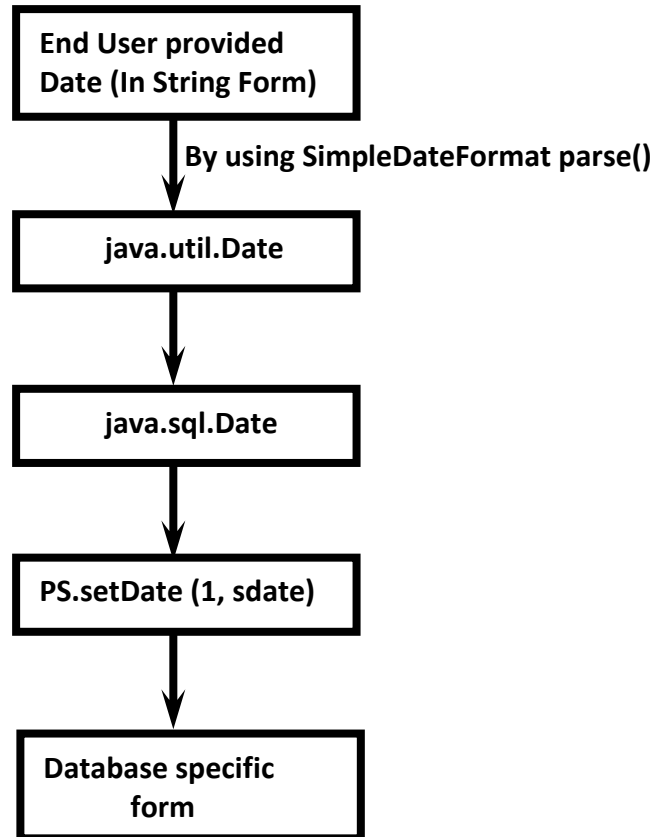 End User provided
Date (In String Form)
By using SimpleDateFormat parse()
java.util.Date
java.sql.Date
PS.setDate (1, sdate)
Database specific
form